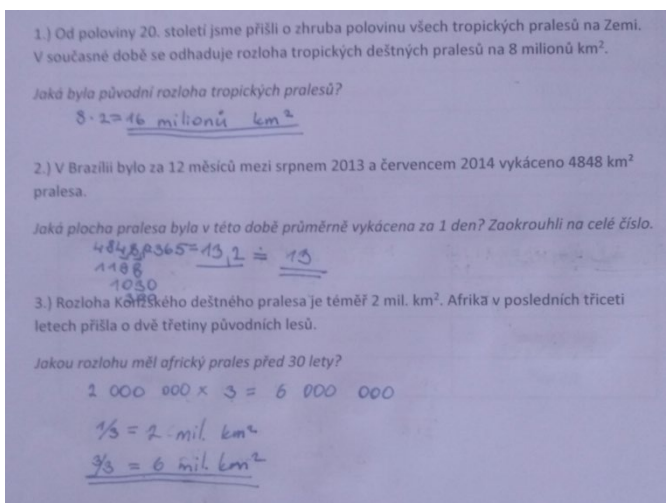 1.) Od poloviny 20. století jsme přišli o zhruba polovinu všech tropických pralesů na Zemi.
V současné době se odhaduje rozloha tropických deštných pralesů na 8 milionů km².
Jaká byla původní rozloha tropických pralesů?
8 · 2 = 16 milionů km²
2.) V Brazílii bylo za 12 měsíců mezi srpnem 2013 a červencem 2014 vykáceno 4848 km²
pralesa.
Jaká plocha pralesa byla v této době průměrně vykácena za 1 den? Zaokrouhli na celé číslo.
4848 365 = 13,2 ≐ 13
1198
1030
3.) Rozloha Konžského deštného pralesa je téměř 2 mil. km². Afrika v posledních třiceti
letech přišla o dvě třetiny původních lesů.
Jakou rozlohu měl africký prales před 30 lety?
2 000 000 x 3 = 6 000 000
1/3 = 2 mil. km²
3/3 = 6 mil. km²